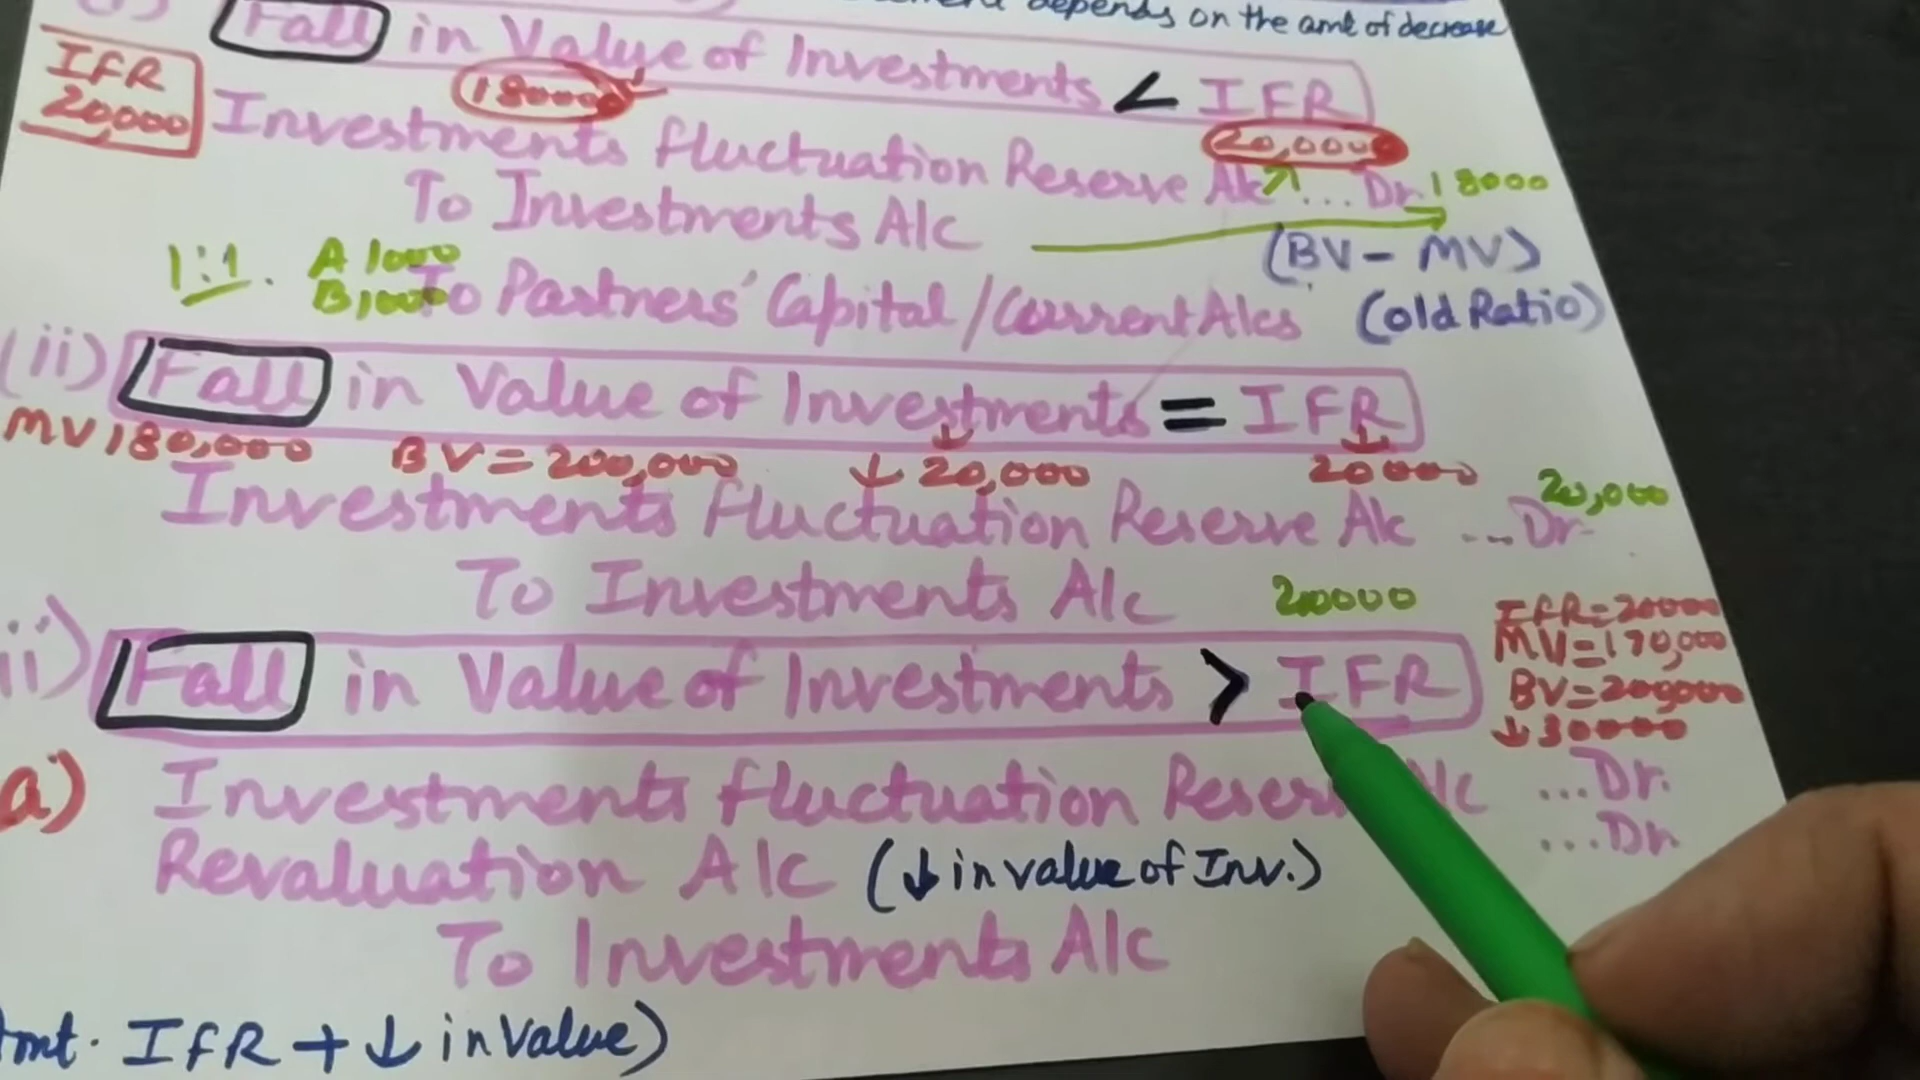 depends on the amt of decrease
Fall in Value of Investments < IFR
IFR
20000
18000
20,000
Investments fluctuation Reserve A/c ... Dr. 18000
To Investments A/c
(BV - MV)
1:1. A 1000
B 1000
To Partners' Capital / Current A/cs (old Ratio)
(ii) Fall in Value of Investments = IFR
MV 180,000 BV = 200,000 ↓ 20,000 20000
20,000
Investments fluctuation Reserve A/c ... Dr.
To Investments A/c 20000
ii) Fall in Value of Investments > IFR
IFR = 20000
MV = 170,000
BV = 200000
↓ 30000
a) Investments fluctuation A/c ... Dr.
Revaluation A/c (↓ in value of Inv.) ... Dr.
To Investments A/c
IFR + ↓ in Value)